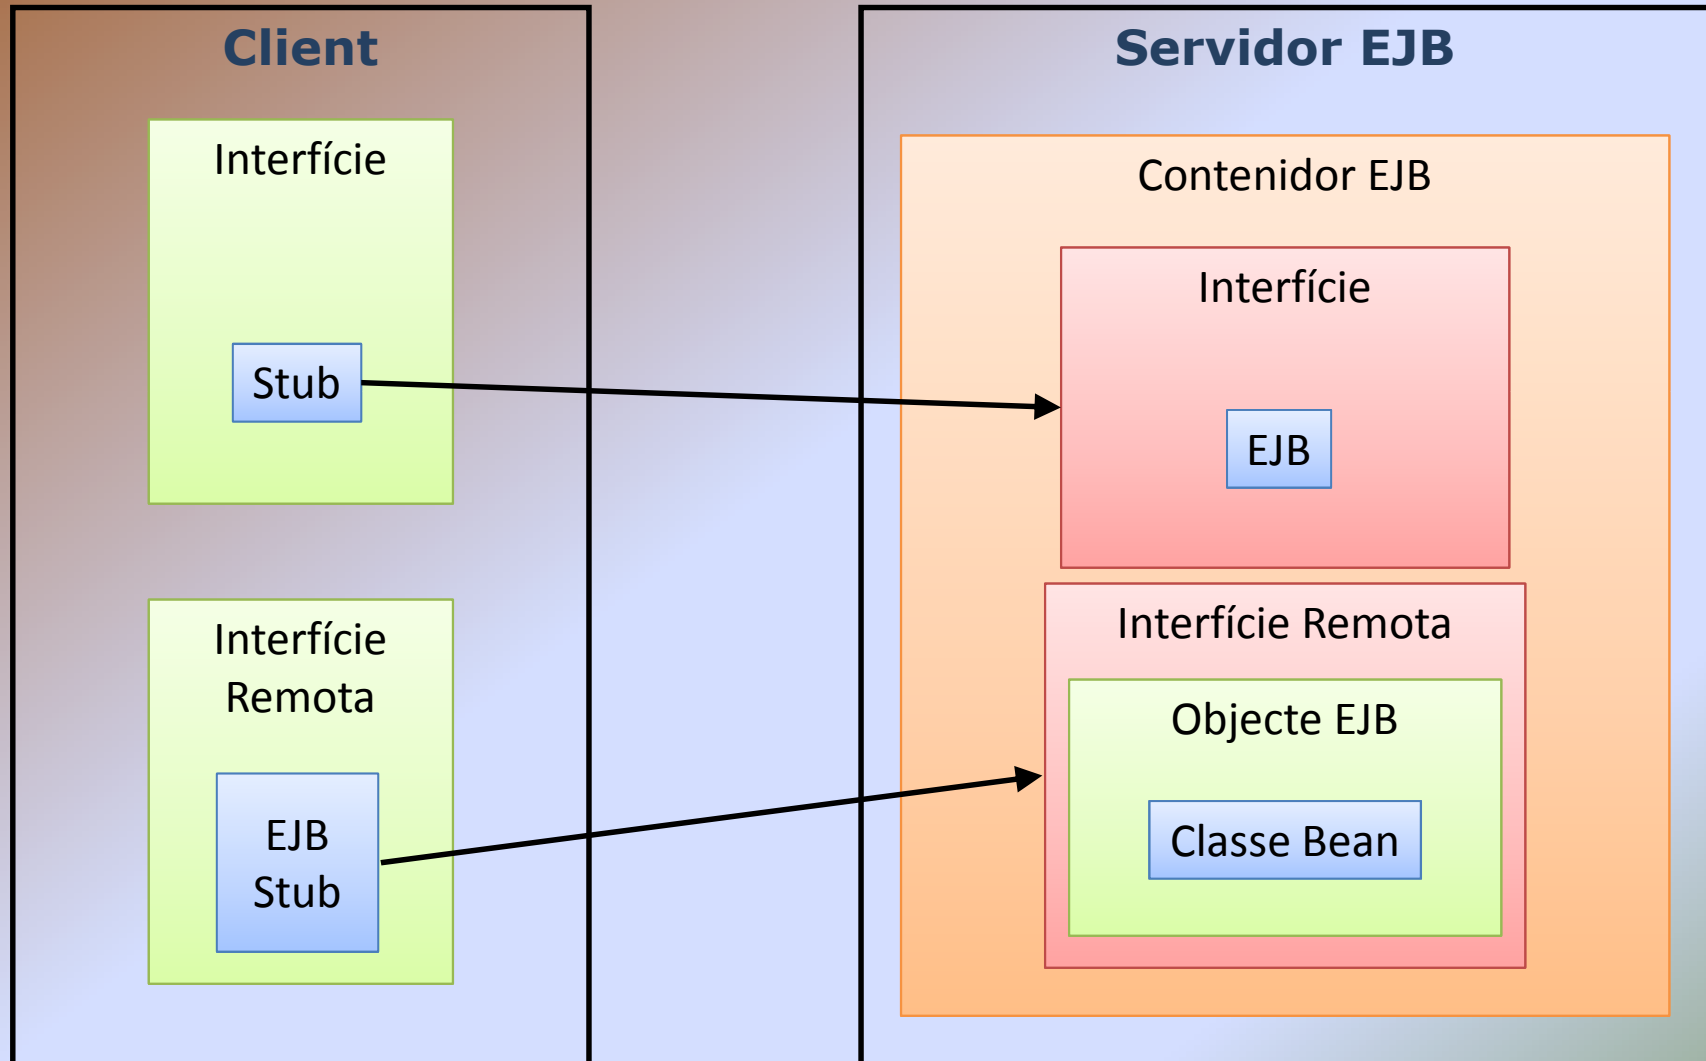 Client
Interfície
Stub
Interfície
Remota
EJB
Stub
Servidor EJB
Contenidor EJB
Interfície
EJB
Interfície Remota
Objecte EJB
Classe Bean